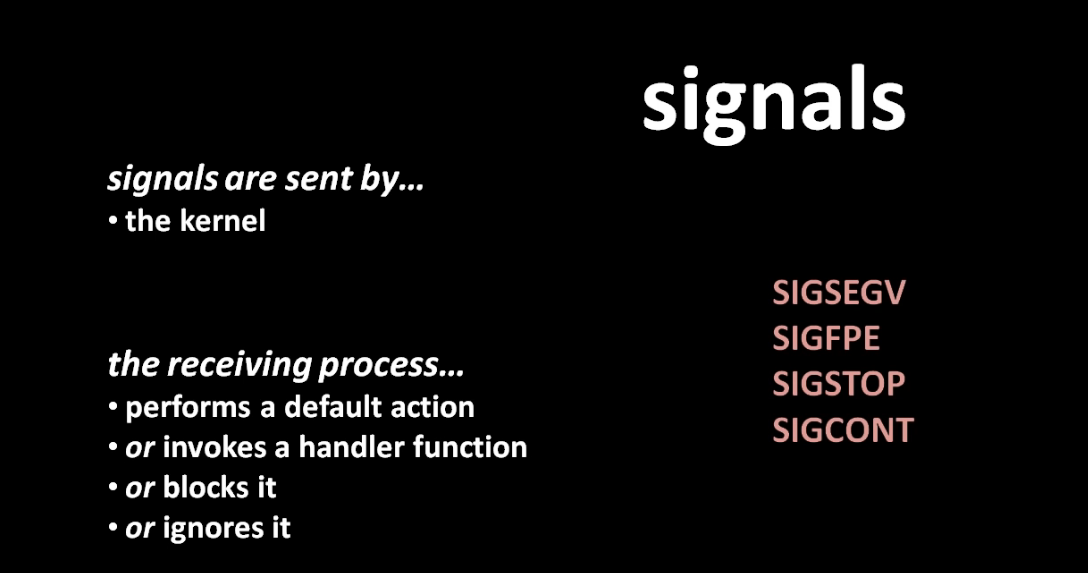 signals
signals are sent by...
• the kernel
the receiving process...
• performs a default action
• or invokes a handler function
• or blocks it
• or ignores it
SIGSEGV
SIGFPE
SIGSTOP
SIGCONT